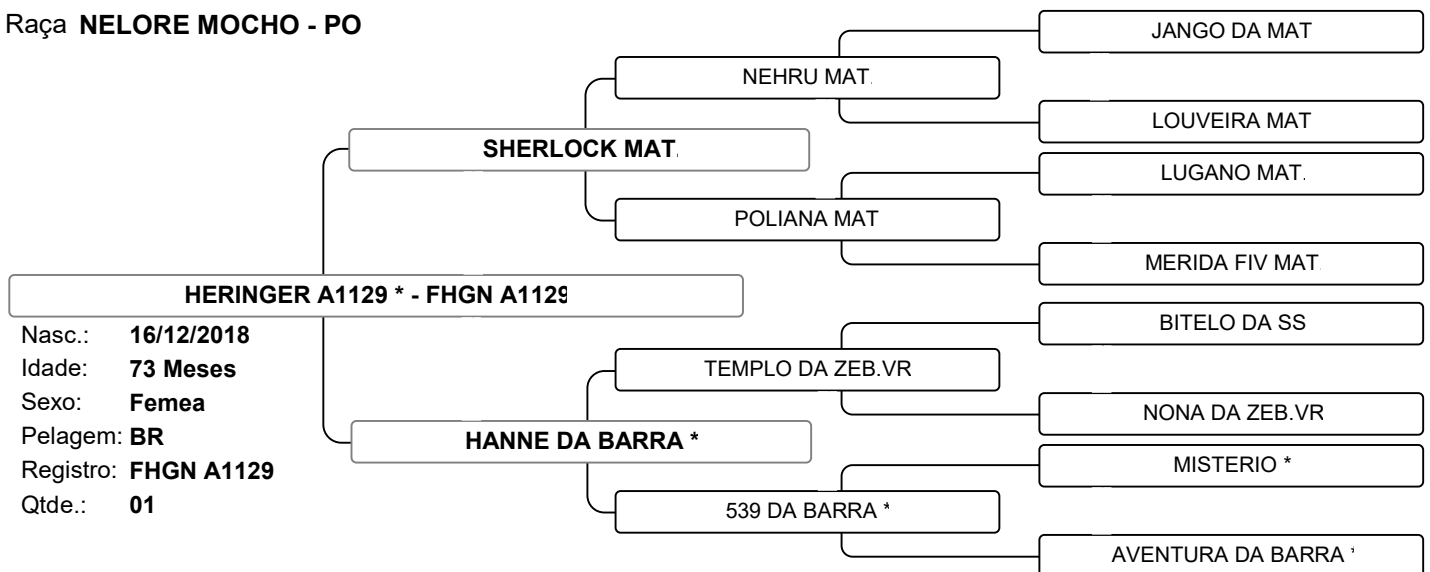 Raça NELORE MOCHO - PO
JANGO DA MAT
NEHRU MAT.
LOUVEIRA MAT
SHERLOCK MAT.
LUGANO MAT.
POLIANA MAT
MERIDA FIV MAT.
HERINGER A1129 * - FHGN A1129
BITELO DA SS
Nasc.: 16/12/2018
Idade: 73 Meses
TEMPLO DA ZEB.VR
Sexo: Femea
NONA DA ZEB.VR
Pelagem: BR
HANNE DA BARRA *
Registro: FHGN A1129
MISTERIO *
Qtde.: 01
539 DA BARRA *
AVENTURA DA BARRA *